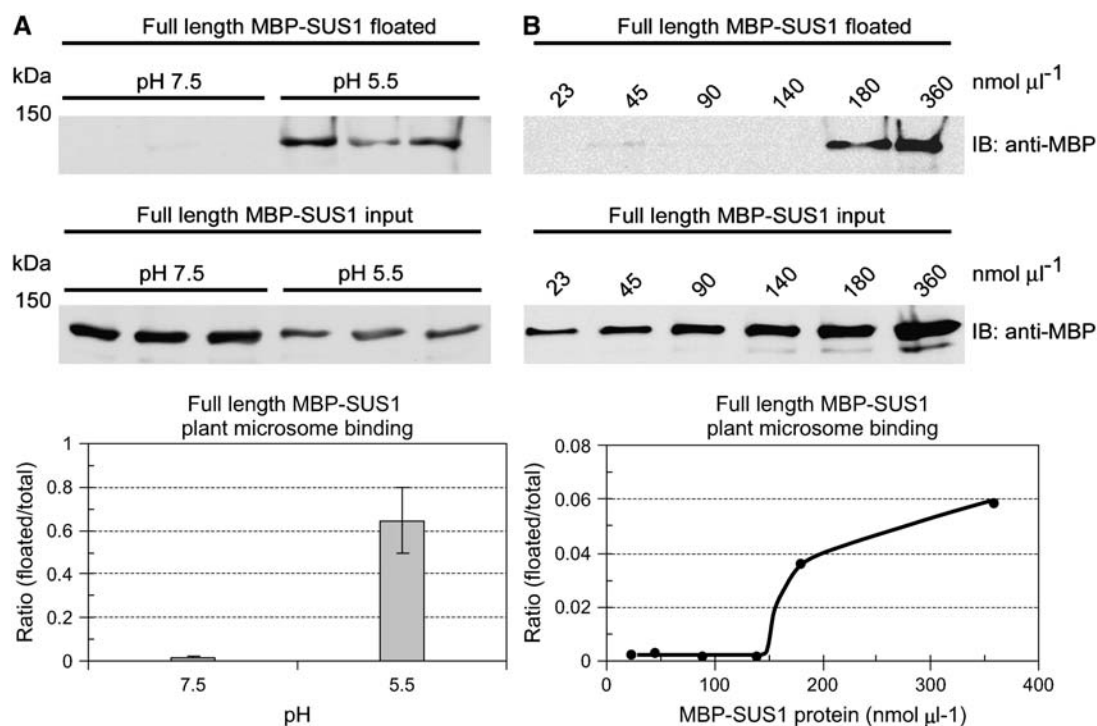 A
Full length MBP-SUS1 floated
kDa
pH 7.5
pH 5.5
150
Full length MBP-SUS1 input
kDa
pH 7.5
pH 5.5
150
Full length MBP-SUS1
plant microsome binding
Ratio (floated/total)
1
0.8
0.6
0.4
0.2
0
7.5
5.5
pH
B
Full length MBP-SUS1 floated
23 45 90 140 180 360 nmol µl⁻¹
IB: anti-MBP
Full length MBP-SUS1 input
23 45 90 140 180 360 nmol µl⁻¹
IB: anti-MBP
Full length MBP-SUS1
plant microsome binding
Ratio (floated/total)
0.08
0.06
0.04
0.02
0
0 100 200 300 400
MBP-SUS1 protein (nmol µl-1)